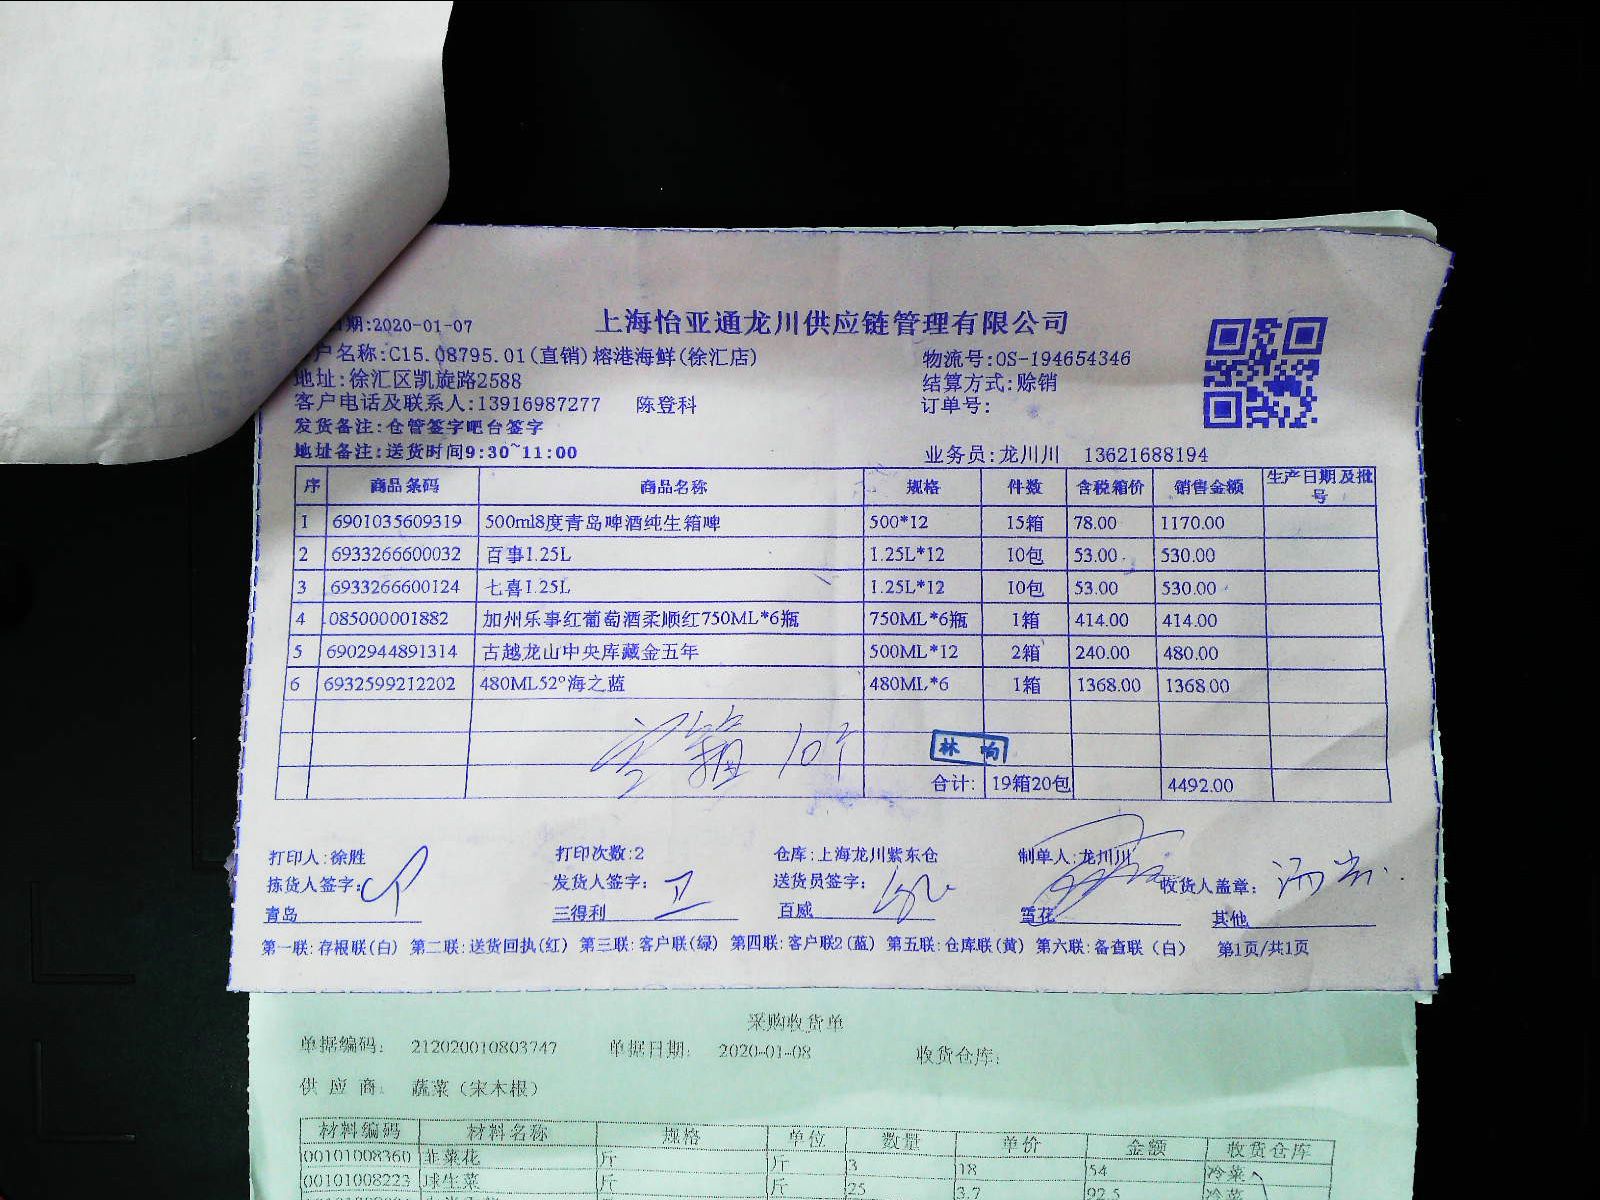 期:2020-01-07 上海怡亚通龙川供应链管理有限公司
户名称:C15.08795.01(直销)榕港海鲜(徐汇店) 物流号:OS-194654346
地址:徐汇区凯旋路2588 结算方式:赊销
客户电话及联系人:13916987277 陈登科 订单号:
发货备注:仓管签字吧台签字
地址备注:送货时间9:30~11:00 业务员:龙川川 13621688194
序 商品条码 商品名称 规格 件数 含税箱价 销售金额 生产日期及批号
1 6901035609319 500ml8度青岛啤酒纯生箱啤 500*12 15箱 78.00 1170.00
2 6933266600032 百事1.25L 1.25L*12 10包 53.00 530.00
3 6933266600124 七喜1.25L 1.25L*12 10包 53.00 530.00
4 085000001882 加州乐事红葡萄酒柔顺红750ML*6瓶 750ML*6瓶 1箱 414.00 414.00
5 6902944891314 古越龙山中央库藏金五年 500ML*12 2箱 240.00 480.00
6 6932599212202 480ML52°海之蓝 480ML*6 1箱 1368.00 1368.00
空箱 10个 林 响
合计: 19箱20包 4492.00
打印人:徐胜 打印次数:2 仓库:上海龙川紫东仓 制单人:龙川川
拣货人签字: 发货人签字: 送货员签字: 收货人盖章:
青岛 三得利 百威 雪花 其他
第一联:存根联(白) 第二联:送货回执(红) 第三联:客户联(绿) 第四联:客户联2(蓝) 第五联:仓库联(黄) 第六联:备查联(白) 第1页/共1页
采购收货单
单据编码: 212020010803747 单据日期: 2020-01-08 收货仓库:
供应商: 蔬菜(宋木根)
材料编码 材料名称 规格 单位 数量 单价 金额 收货仓库
00101008360 韭菜花 斤 斤 3 18 54 冷菜
00101008223 球生菜 斤 斤 25 3.7 92.5 冷菜